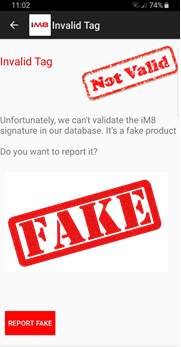 11:02
74%
iM8
Invalid Tag
Invalid Tag
Not Valid
Unfortunately, we can't validate the iM8
signature in our database. It's a fake product
Do you want to report it?
FAKE
REPORT FAKE